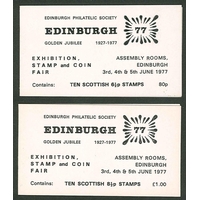 EDINBURGH PHILATELIC SOCIETY
EDINBURGH 77
GOLDEN JUBILEE 1927-1977
EXHIBITION,
STAMP and COIN
FAIR
ASSEMBLY ROOMS,
EDINBURGH
3rd, 4th & 5th JUNE 1977
Contains: TEN SCOTTISH 6½p STAMPS 80p
EDINBURGH PHILATELIC SOCIETY
EDINBURGH 77
GOLDEN JUBILEE 1927-1977
EXHIBITION,
STAMP and COIN
FAIR
ASSEMBLY ROOMS,
EDINBURGH
3rd, 4th & 5th JUNE 1977
Contains: TEN SCOTTISH 8½p STAMPS £1.00